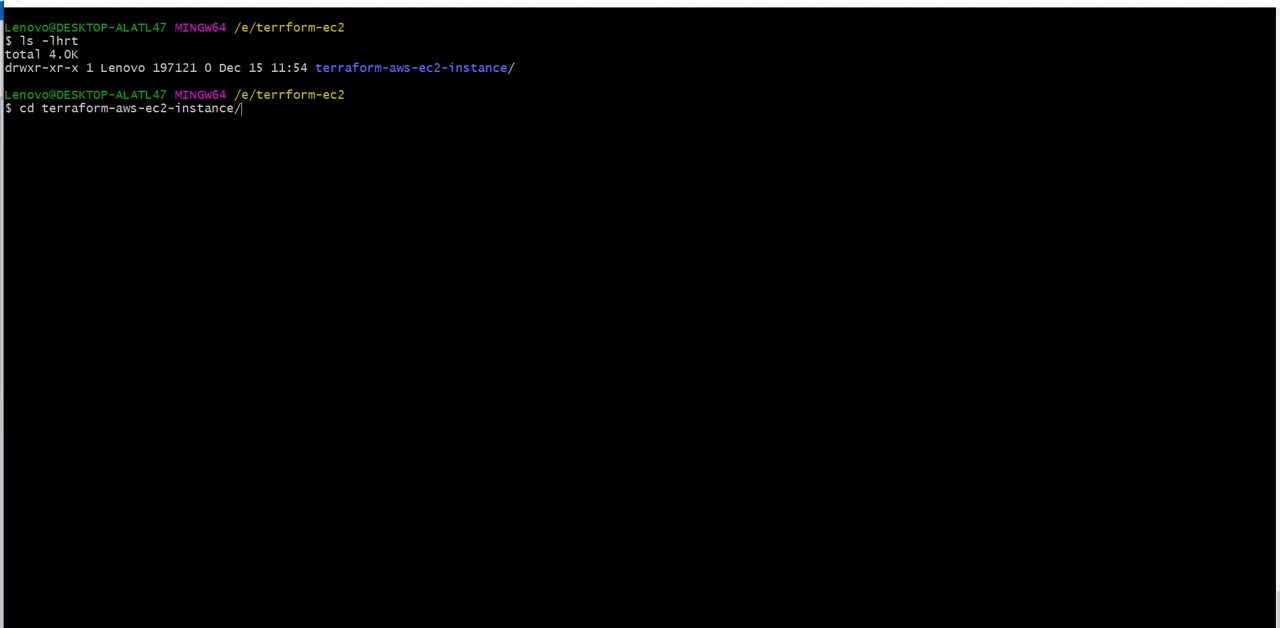 Lenovo@DESKTOP-ALATL47 MINGW64 /e/terrform-ec2
$ ls -lhrt
total 4.0K
drwxr-xr-x 1 Lenovo 197121 0 Dec 15 11:54 terraform-aws-ec2-instance/
Lenovo@DESKTOP-ALATL47 MINGW64 /e/terrform-ec2
$ cd terraform-aws-ec2-instance/